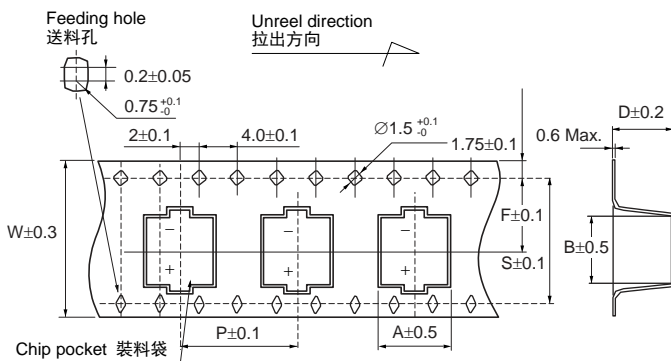 Feeding hole
送料孔
Unreel direction
拉出方向
0.2±0.05
0.75 +0.1 -0
2±0.1
4.0±0.1
∅1.5 +0.1 -0
1.75±0.1
D±0.2
0.6 Max.
W±0.3
F±0.1
S±0.1
B±0.5
−
+
−
+
−
+
P±0.1
A±0.5
Chip pocket 裝料袋